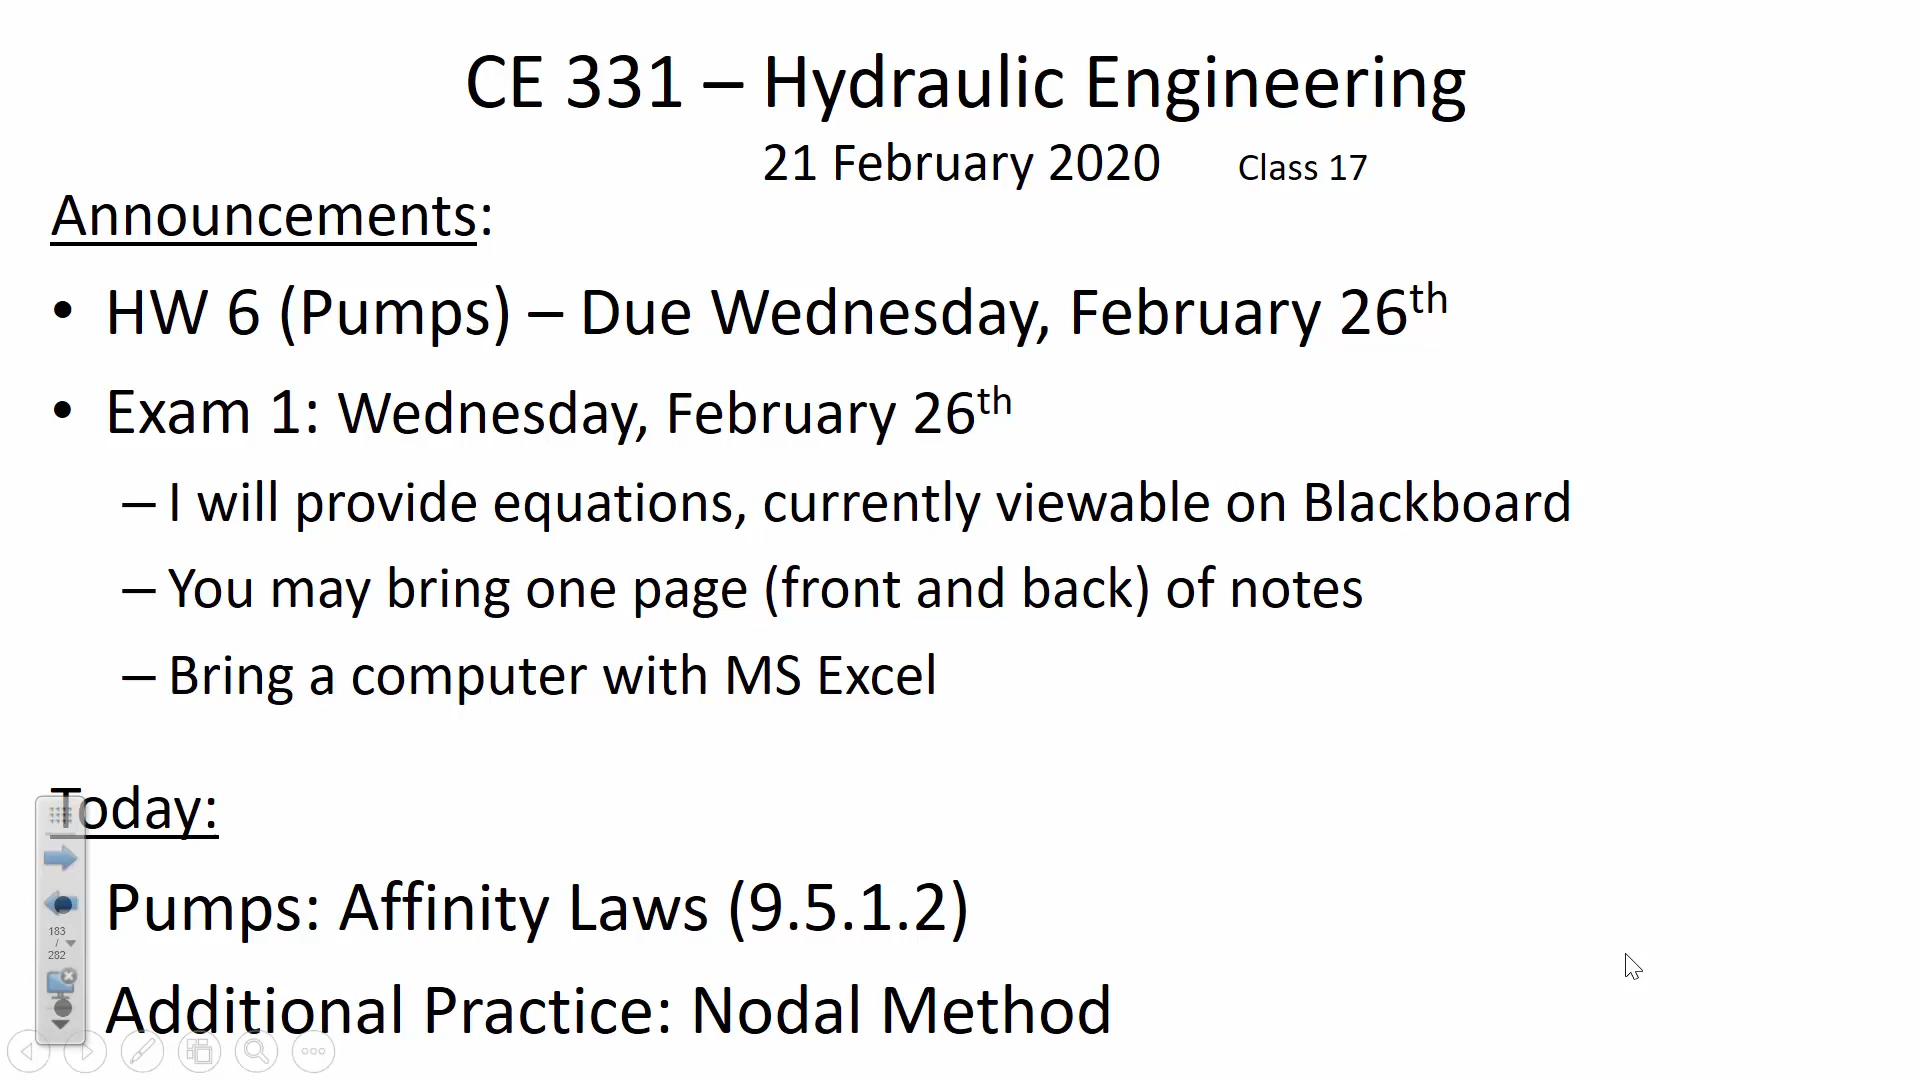 CE 331 – Hydraulic Engineering
21 February 2020 Class 17
Announcements:
• HW 6 (Pumps) – Due Wednesday, February 26th
• Exam 1: Wednesday, February 26th
– I will provide equations, currently viewable on Blackboard
– You may bring one page (front and back) of notes
– Bring a computer with MS Excel
Today:
Pumps: Affinity Laws (9.5.1.2)
183
/
282
Additional Practice: Nodal Method